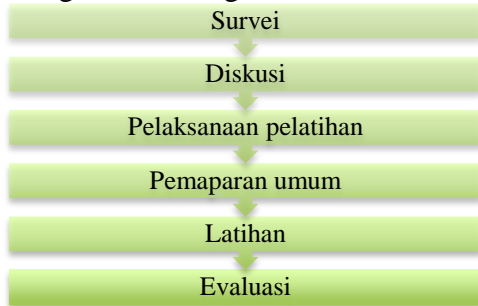 Survei
Diskusi
Pelaksanaan pelatihan
Pemaparan umum
Latihan
Evaluasi